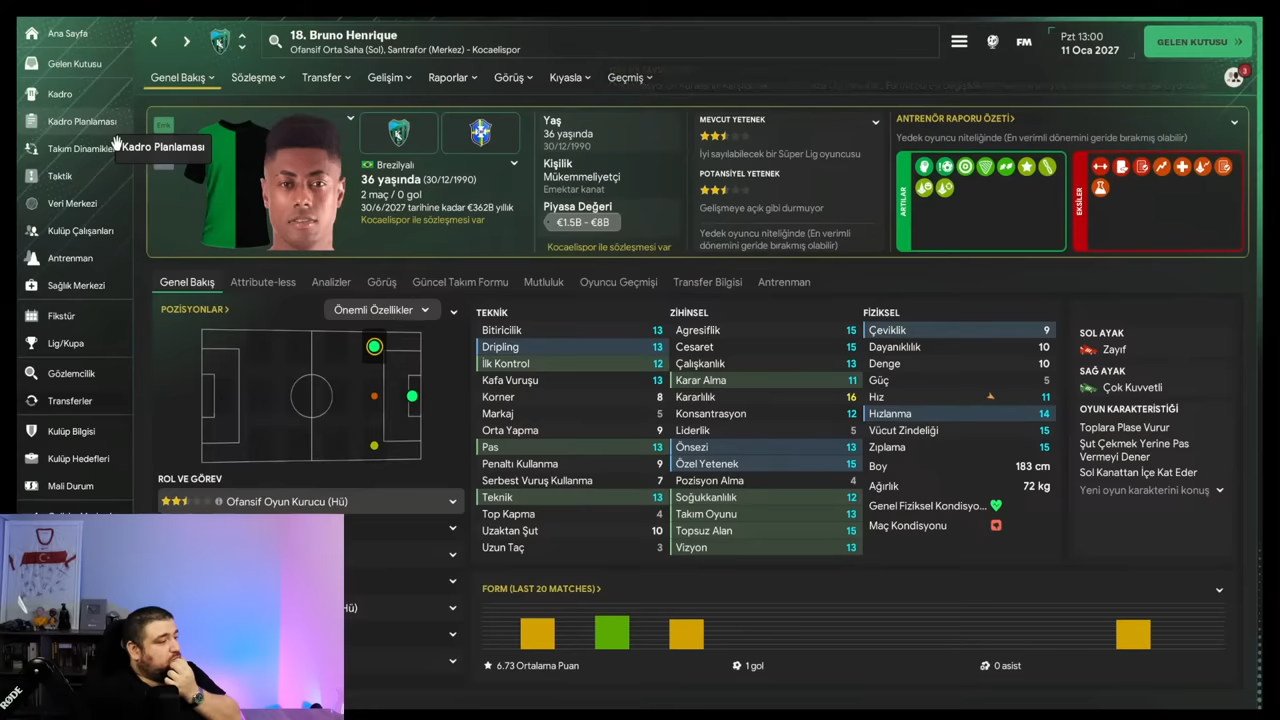 Ana Sayfa
Gelen Kutusu
Kadro
Kadro Planlaması
Takım Dinamikle
Kadro Planlaması
Taktik
Veri Merkezi
Kulüp Çalışanları
Antrenman
Sağlık Merkezi
Fikstür
Lig/Kupa
Gözlemcilik
Transferler
Kulüp Bilgisi
Kulüp Hedefleri
Mali Durum
18. Bruno Henrique
Ofansif Orta Saha (Sol), Santrafor (Merkez) - Kocaelispor
FM
Pzt 13:00
11 Oca 2027
GELEN KUTUSU
3
Genel Bakış
Sözleşme
Transfer
Gelişim
Raporlar
Görüş
Kıyasla
Geçmiş
Brezilyalı
36 yaşında (30/12/1990)
2 maç / 0 gol
30/6/2027 tarihine kadar €362B yıllık
Kocaelispor ile sözleşmesi var
Yaş
36 yaşında
30/12/1990
Kişilik
Mükemmeliyetçi
Emektar kanat
Piyasa Değeri
€1.5B - €8B
Kocaelispor ile sözleşmesi var
MEVCUT YETENEK
İyi sayılabilecek bir Süper Lig oyuncusu
POTANSİYEL YETENEK
Gelişmeye açık gibi durmuyor
Yedek oyuncu niteliğinde (En verimli
dönemini geride bırakmış olabilir)
ANTRENÖR RAPORU ÖZETİ
Yedek oyuncu niteliğinde (En verimli dönemini geride bırakmış olabilir)
ARTILAR
EKSİLER
Genel Bakış
Attribute-less
Analizler
Görüş
Güncel Takım Formu
Mutluluk
Oyuncu Geçmişi
Transfer Bilgisi
Antrenman
POZİSYONLAR
Önemli Özellikler
ROL VE GÖREV
Ofansif Oyun Kurucu (Hü)
Hü)
TEKNİK
Bitiricilik 13
Dripling 13
İlk Kontrol 12
Kafa Vuruşu 13
Korner 8
Markaj 5
Orta Yapma 9
Pas 13
Penaltı Kullanma 9
Serbest Vuruş Kullanma 7
Teknik 13
Top Kapma 4
Uzaktan Şut 10
Uzun Taç 3
ZİHİNSEL
Agresiflik 15
Cesaret 15
Çalışkanlık 13
Karar Alma 11
Kararlılık 16
Konsantrasyon 12
Liderlik 5
Önsezi 13
Özel Yetenek 15
Pozisyon Alma 4
Soğukkanlılık 12
Takım Oyunu 13
Topsuz Alan 15
Vizyon 13
FİZİKSEL
Çeviklik 9
Dayanıklılık 10
Denge 10
Güç 5
Hız 11
Hızlanma 14
Vücut Zindeliği 15
Zıplama 15
Boy 183 cm
Ağırlık 72 kg
Genel Fiziksel Kondisyo...
Maç Kondisyonu
SOL AYAK
Zayıf
SAĞ AYAK
Çok Kuvvetli
OYUN KARAKTERİSTİĞİ
Toplara Plase Vurur
Şut Çekmek Yerine Pas
Vermeyi Dener
Sol Kanattan İçe Kat Eder
Yeni oyun karakterini konuş
FORM (LAST 20 MATCHES)
6.73 Ortalama Puan
1 gol
0 asist
RØDE